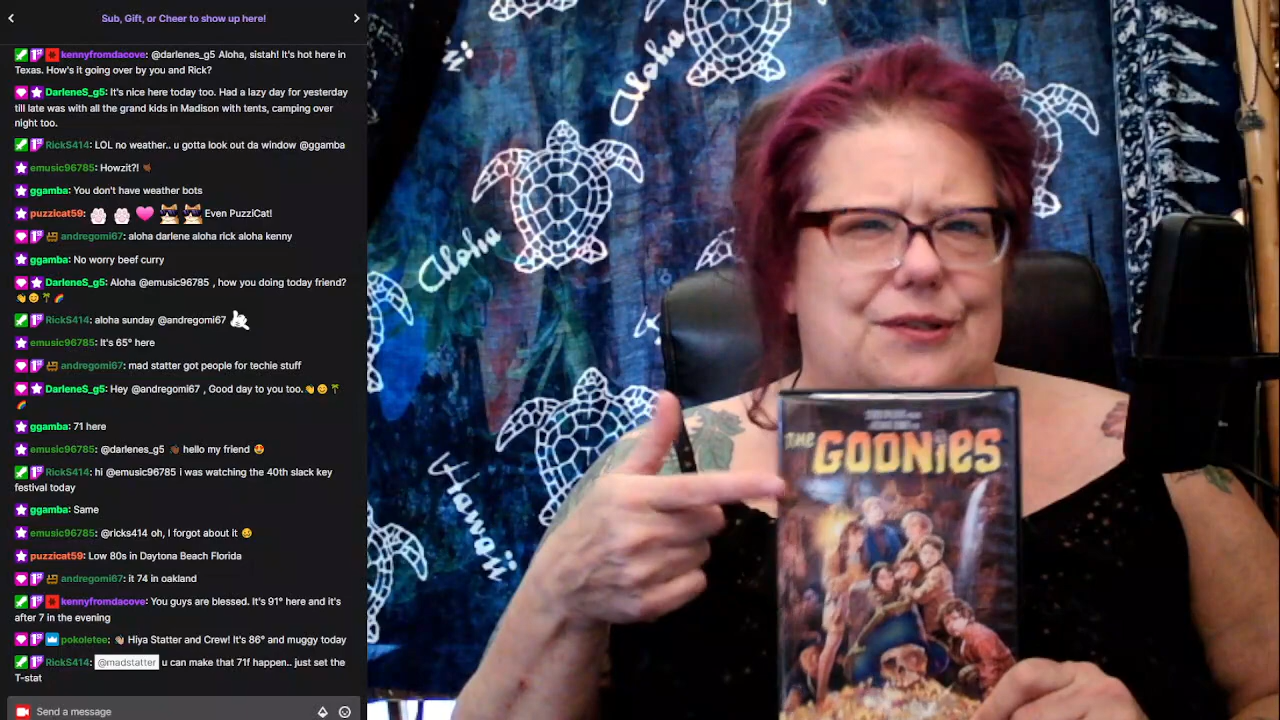 Sub, Gift, or Cheer to show up here!
kennyfromdacove: @darlenes_g5 Aloha, sistah! It's hot here in
Texas. How's it going over by you and Rick?
DarleneS_g5: It's nice here today too. Had a lazy day for yesterday
till late was with all the grand kids in Madison with tents, camping over
night too.
RickS414: LOL no weather.. u gotta look out da window @ggamba
emusic96785: Howzit?!
ggamba: You don't have weather bots
puzzicat59: Even PuzziCat!
andregomi67: aloha darlene aloha rick aloha kenny
ggamba: No worry beef curry
DarleneS_g5: Aloha @emusic96785 , how you doing today friend?
RickS414: aloha sunday @andregomi67
emusic96785: It's 65° here
andregomi67: mad statter got people for techie stuff
DarleneS_g5: Hey @andregomi67 , Good day to you too.
ggamba: 71 here
emusic96785: @darlenes_g5 hello my friend
RickS414: hi @emusic96785 i was watching the 40th slack key
festival today
ggamba: Same
emusic96785: @ricks414 oh, I forgot about it
puzzicat59: Low 80s in Daytona Beach Florida
andregomi67: it 74 in oakland
kennyfromdacove: You guys are blessed. It's 91° here and it's
after 7 in the evening
pokoletee: Hiya Statter and Crew! It's 86° and muggy today
RickS414: @madstatter u can make that 71f happen.. just set the
T-stat
Send a message
Aloha
Aloha
Hawaii
THE GOONIES